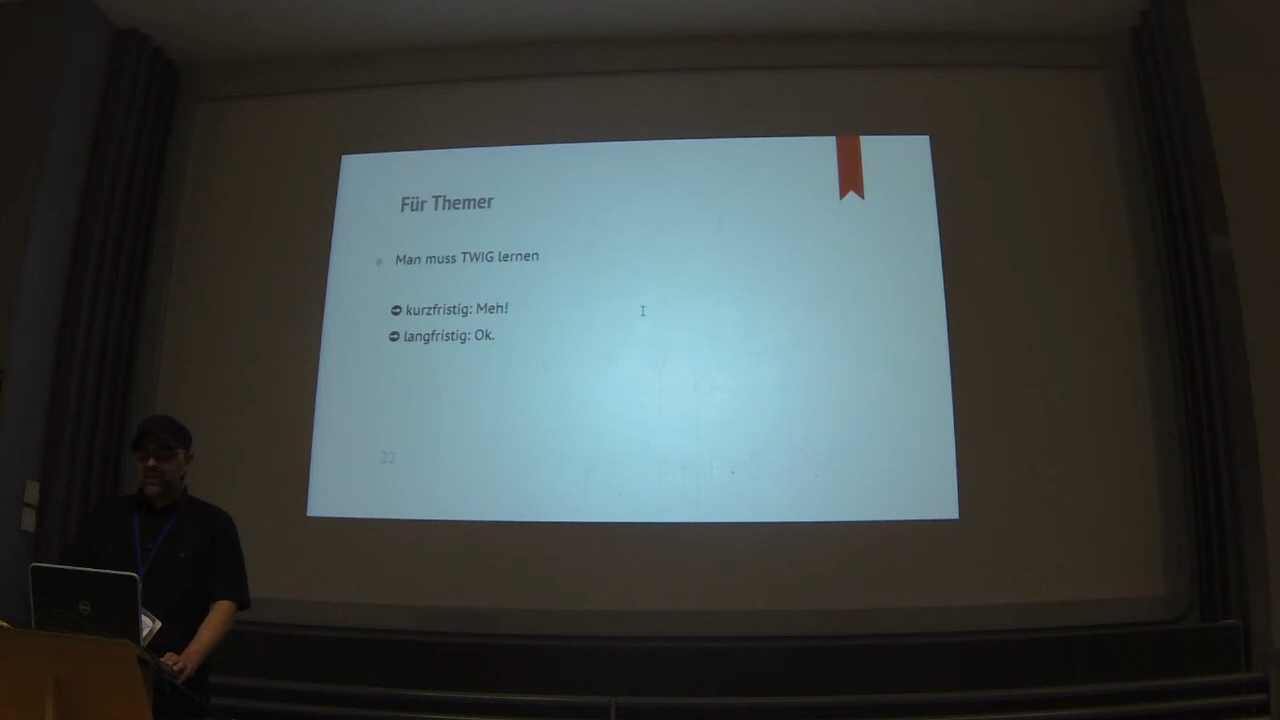 Für Themer
Man muss TWIG lernen
kurzfristig: Meh!
langfristig: Ok.
22